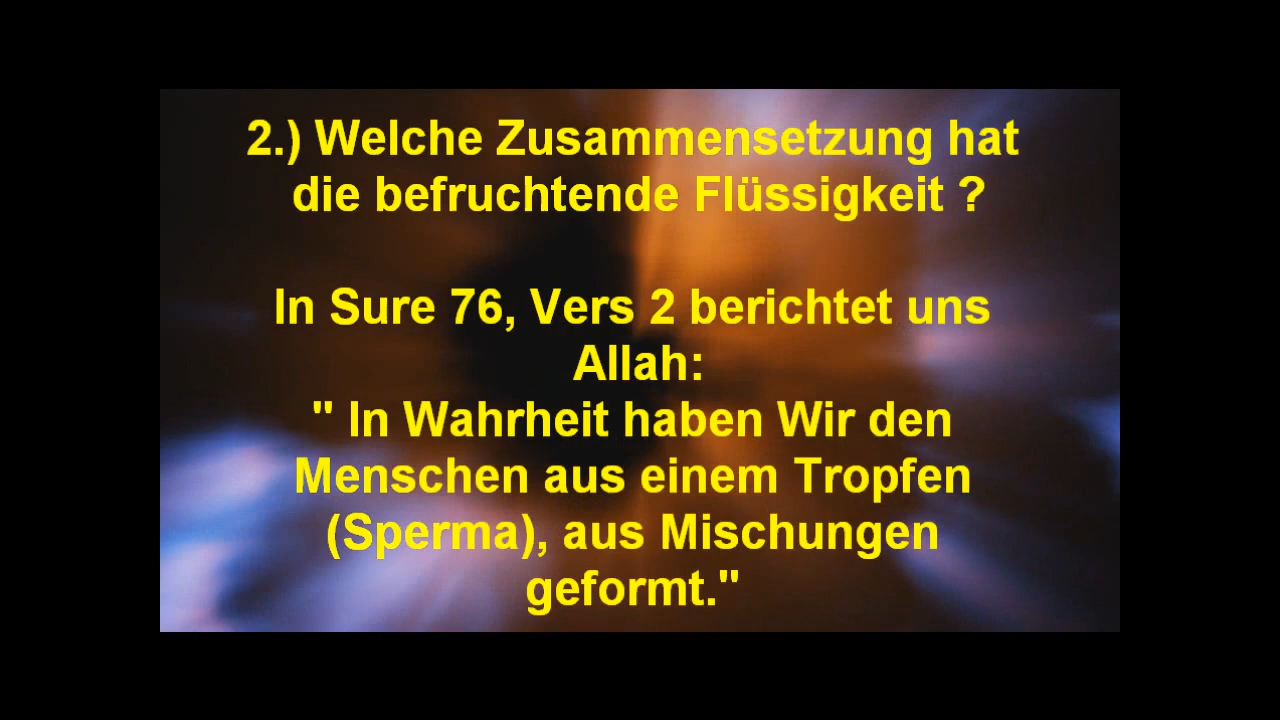 2.) Welche Zusammensetzung hat
die befruchtende Flüssigkeit ?
In Sure 76, Vers 2 berichtet uns
Allah:
" In Wahrheit haben Wir den
Menschen aus einem Tropfen
(Sperma), aus Mischungen
geformt."